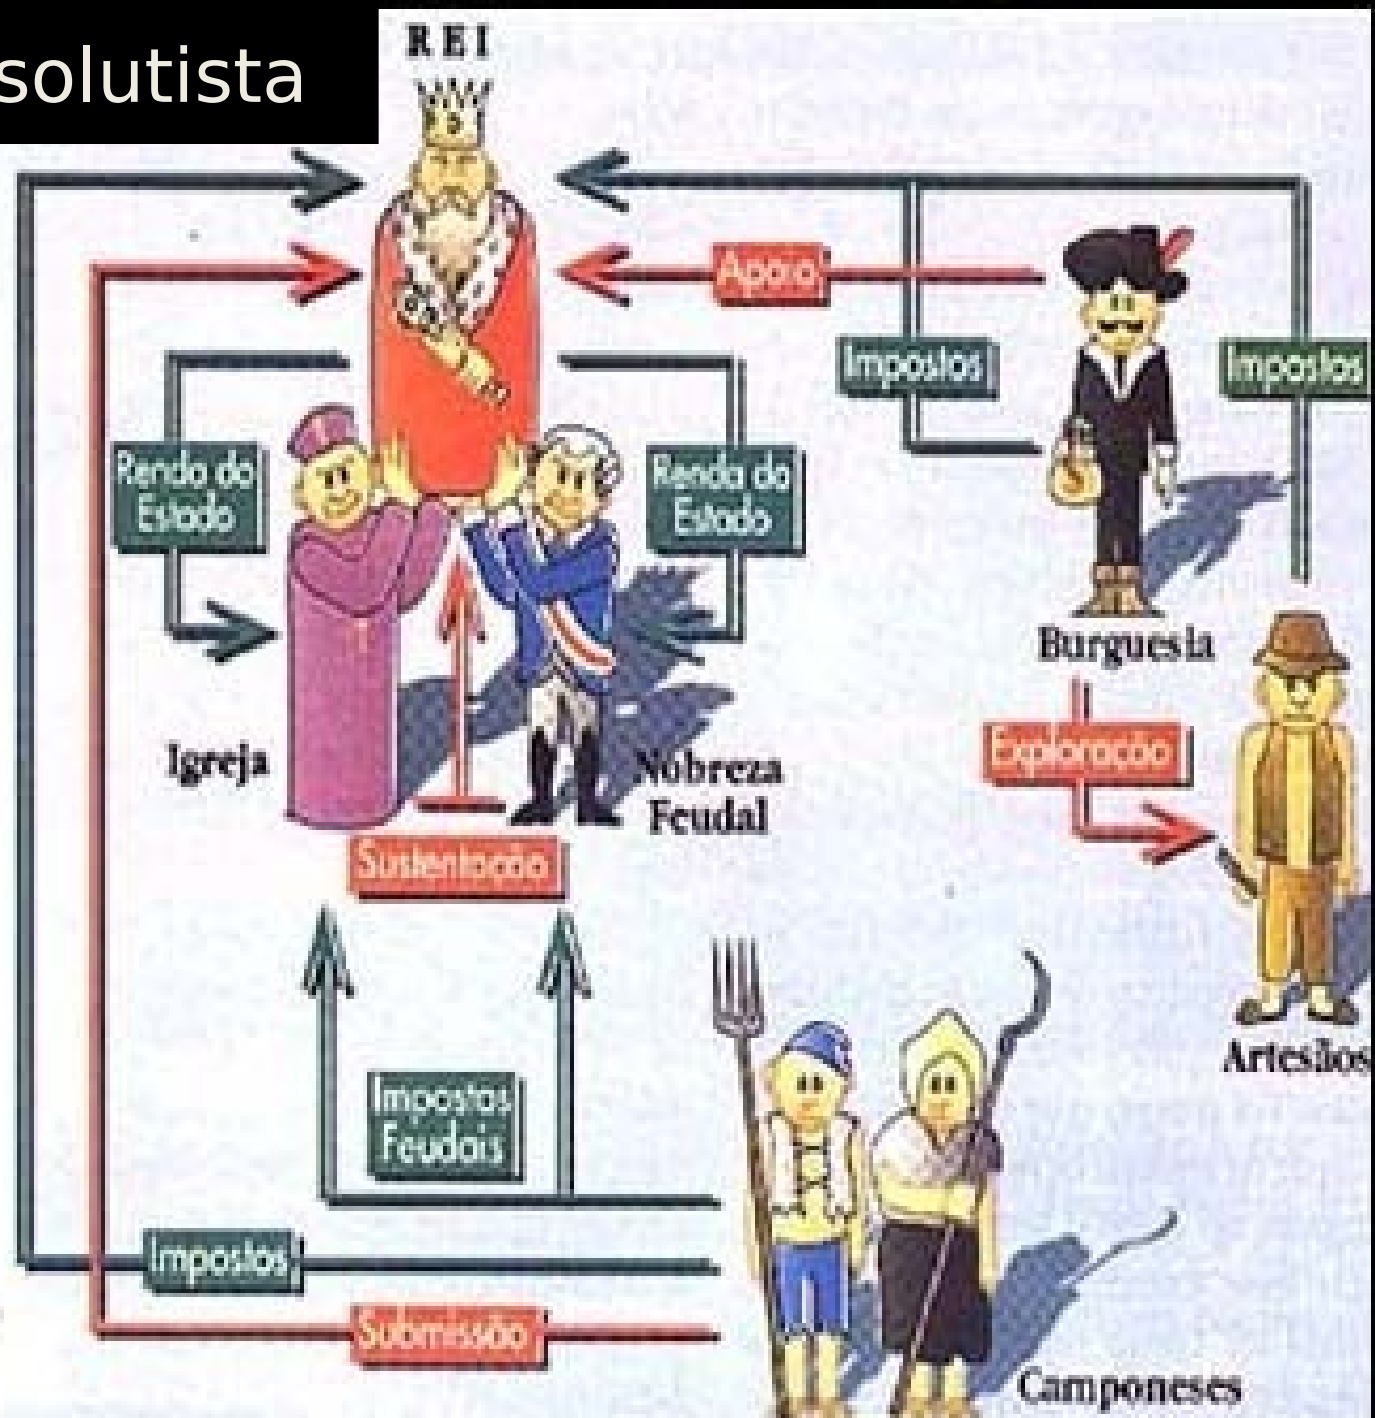 solutista
REI
Apoio
Impostos
Impostos
Renda do
Estado
Renda do
Estado
Burguesia
Igreja
Nobreza
Feudal
Exploração
Sustentação
Artesãos
Impostos
Feudais
Impostos
Submissão
Camponeses